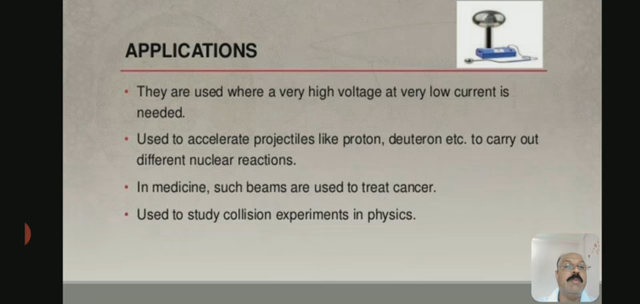 APPLICATIONS
• They are used where a very high voltage at very low current is
needed.
• Used to accelerate projectiles like proton, deuteron etc. to carry out
different nuclear reactions.
• In medicine, such beams are used to treat cancer.
• Used to study collision experiments in physics.